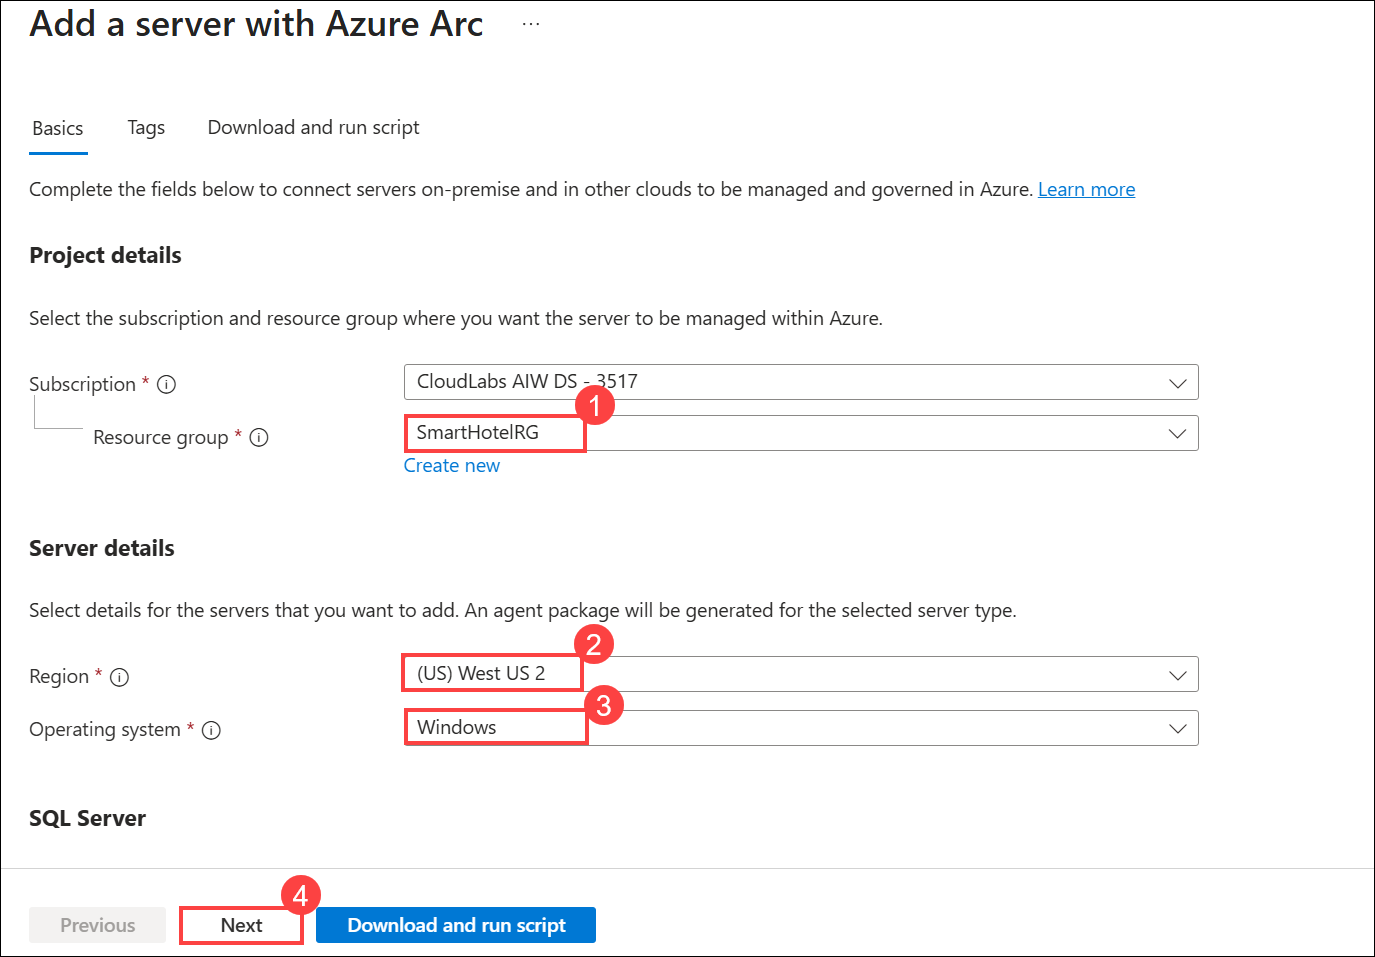 Add a server with Azure Arc ...
Basics Tags Download and run script
Complete the fields below to connect servers on-premise and in other clouds to be managed and governed in Azure. Learn more
Project details
Select the subscription and resource group where you want the server to be managed within Azure.
Subscription * CloudLabs AIW DS - 3517
1
Resource group * SmartHotelRG
Create new
Server details
Select details for the servers that you want to add. An agent package will be generated for the selected server type.
2
Region * (US) West US 2
3
Operating system * Windows
SQL Server
4
Previous Next Download and run script